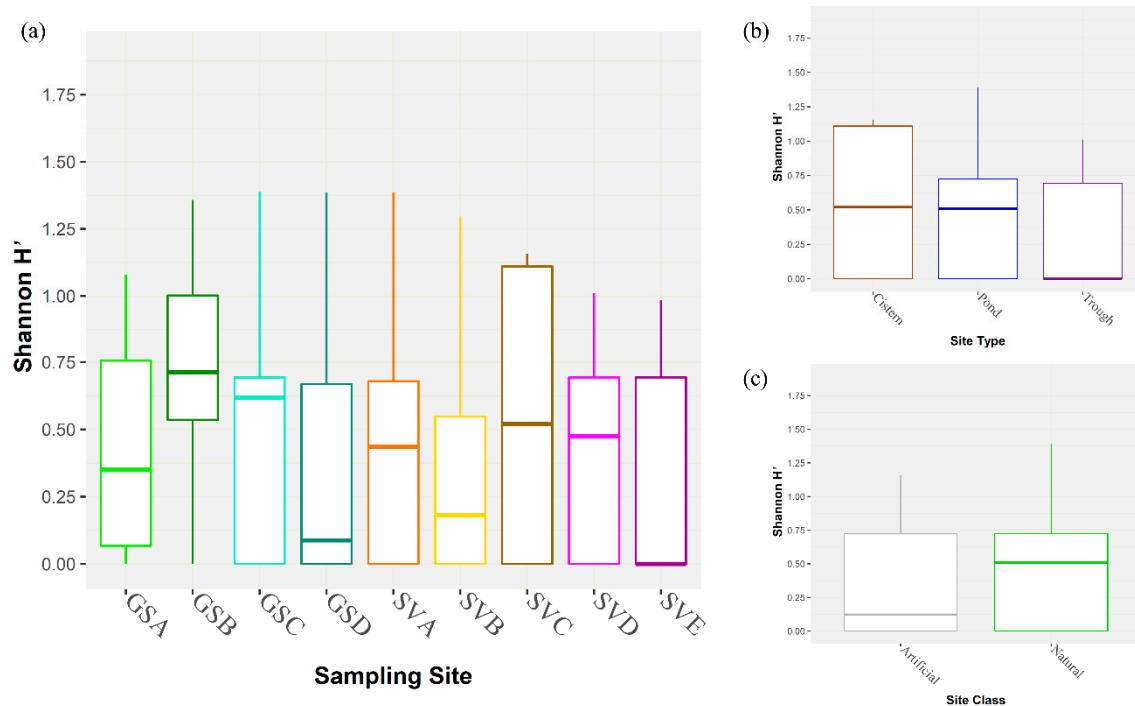 (a)
Shannon H'
1.75
1.50
1.25
1.00
0.75
0.50
0.25
0.00
GSA GSB GSC GSD SVA SVB SVC SVD SVE
Sampling Site
(b)
Shannon H'
1.75
1.50
1.25
1.00
0.75
0.50
0.25
0.00
Cistern Pond Trough
Site Type
(c)
Shannon H'
1.75
1.50
1.25
1.00
0.75
0.50
0.25
0.00
Artificial Natural
Site Class